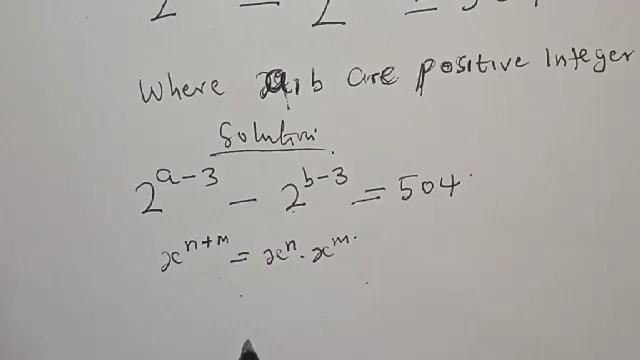 Where a, b are positive Integer
Solution.
2^{a-3} - 2^{b-3} = 504.
x^{n+m} = x^n . x^m.